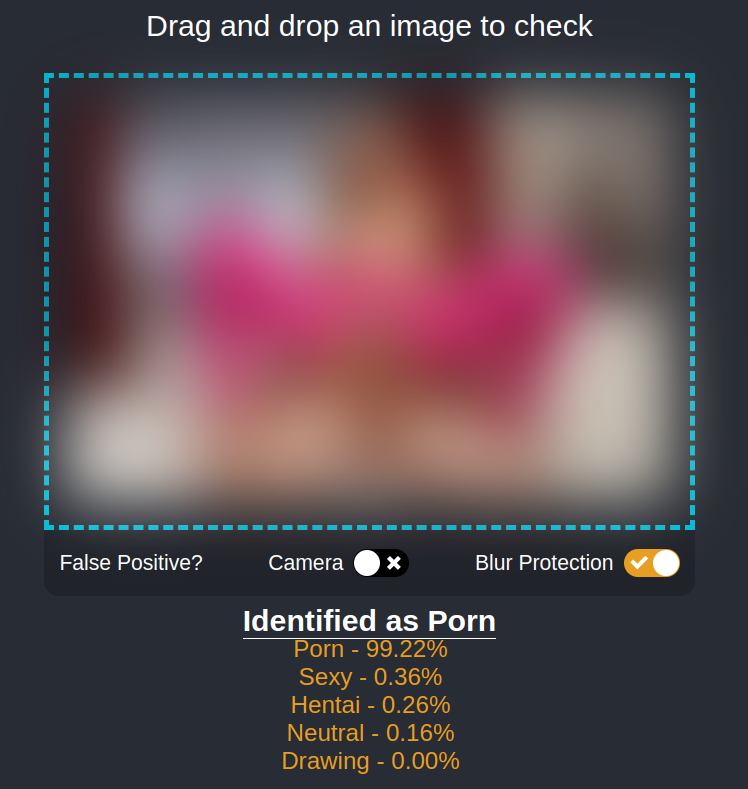 Drag and drop an image to check
False Positive? Camera Blur Protection
Identified as Porn
Porn - 99.22%
Sexy - 0.36%
Hentai - 0.26%
Neutral - 0.16%
Drawing - 0.00%